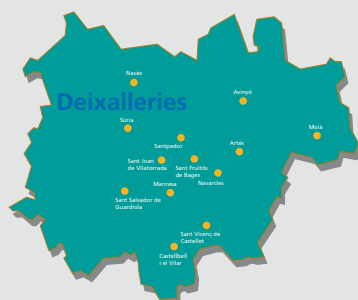 Navàs
Avinyó
Deixalleries
Súria
Moià
Santpedor
Artés
Sant Joan
de Vilatorrada
Sant Fruitós
de Bages
Navarcles
Manresa
Sant Salvador de
Guardiola
Sant Vicenç de
Castellet
Castellbell
i el Vilar